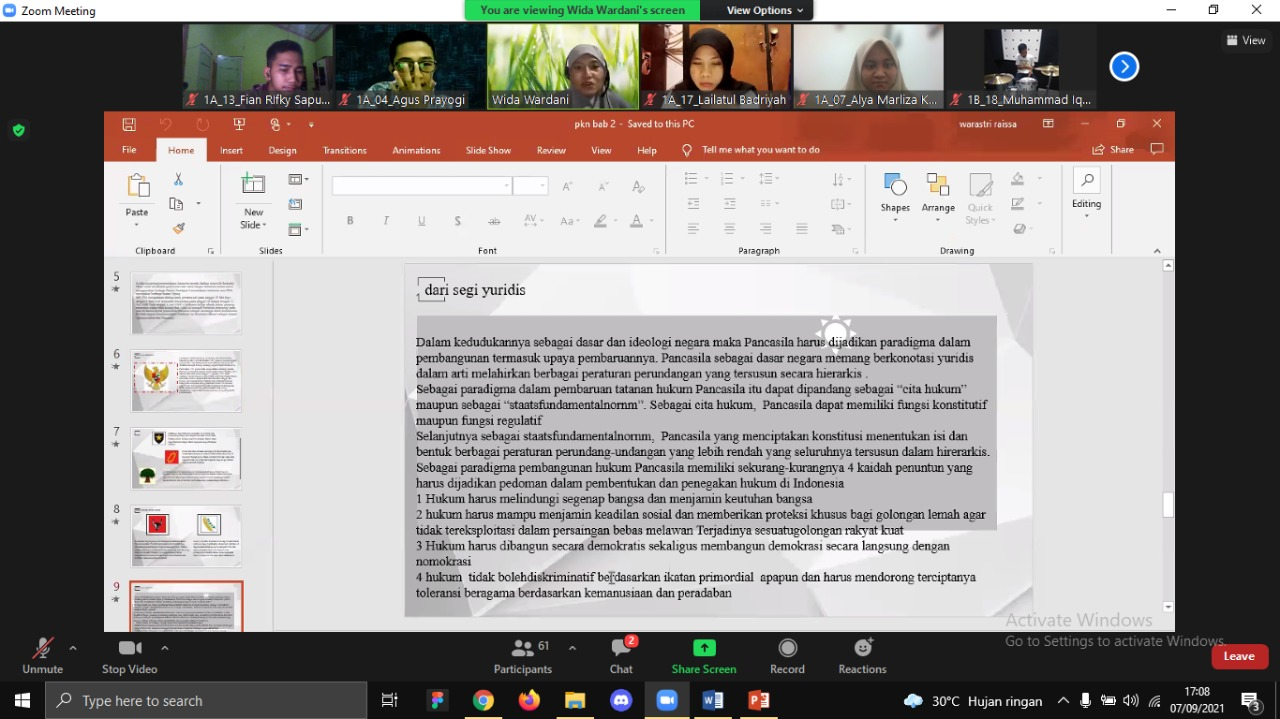 Zoom Meeting
You are viewing Wida Wardani's screen
View Options
View
1A_13_Fian RIfky Sapu...
1A_04_Agus Prayogi
Wida Wardani
1A_17_Lailatul Badriyah
1A_07_Alya Marliza K...
1B_18_Muhammad Iq...
pkn bab 2 - Saved to this PC
warastri raissa
File Home Insert Design Transitions Animations Slide Show Review View Help Tell me what you want to do
Share
Paste
New Slide
Shapes
Arrange
Quick Styles
Editing
Clipboard
Slides
Font
Paragraph
Drawing
5
6
7
8
9
dari segi yuridis
Dalam kedudukannya sebagai dasar dan ideologi negara maka Pancasila harus dijadikan paradigma dalam
pembangunan termasuk upaya pembaruannya. Pancasila sebagai dasar negara memang berkonotasi yuridis
dalam arti melahirkan berbagai peraturan perundangan yang tersusun secara hierarkis .
Sebagai paradigma dalam pembaruan tatanan hukum Pancasila itu dapat dipandang sebagai “cita hukum”
maupun sebagai “staatsfundamentalnornm”. Sebagai cita hukum, Pancasila dapat memiliki fungsi konstitutif
maupun fungsi regulatif
Selanjutnya sebagai Pancasila yang menciptakan konstitusi menentukan isi dan
bentuk berbagai peraturan perundang-undangan yang lebih rendah yang seluruhnya tersusun dalam hirerarkis.
Sebagai paradigma pembangunan hukum Pancasila memiliki sekurang-kurangnya 4 kaidah penuntun yang
harus dijadikan pedoman dalam pembentukan dan penegakan hukum di Indonesia
1 Hukum harus melindungi segenap bangsa dan menjamin keutuhan bangsa
2 hukum harus mampu menjamin keadilan sosial dan memberikan proteksi khusus bagi golongan lemah agar
tidak tereksploitasi dalam persaingan bebas melawan Terjadinya sesuatugolongan rakyat kuat
3 Hukum harus dibangun secara demokratis sekaligus membangun demokrasi secara langsung dengan
nomokrasi
4 hukum tidak bolehdiskriminatif berdasarkan ikatan primordial apapun dan harus mendorong terciptanya
toleransi beragama berdasarkan kemanusiaan dan peradaban
Activate Windows
Go to Settings to activate Windows.
Unmute
Stop Video
61
Participants
2
Chat
Share Screen
Record
Reactions
Leave
Type here to search
30°C Hujan ringan
17:08
07/09/2021
3